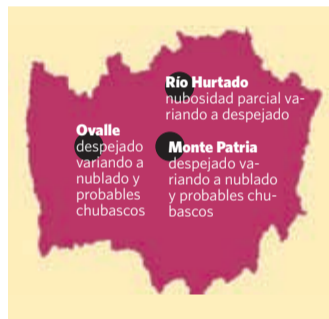 Río Hurtado
nubosidad parcial va-
riando a despejado
Ovalle
despejado
variando a
nublado y
probables
chubascos
Monte Patria
despejado va-
riando a nublado
y probables chu-
bascos